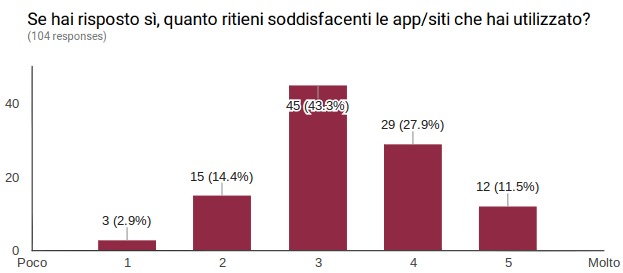 Se hai risposto sì, quanto ritieni soddisfacenti le app/siti che hai utilizzato?
(104 responses)
40
20
0
3 (2.9%)
15 (14.4%)
45 (43.3%)
29 (27.9%)
12 (11.5%)
Poco 1 2 3 4 5 Molto